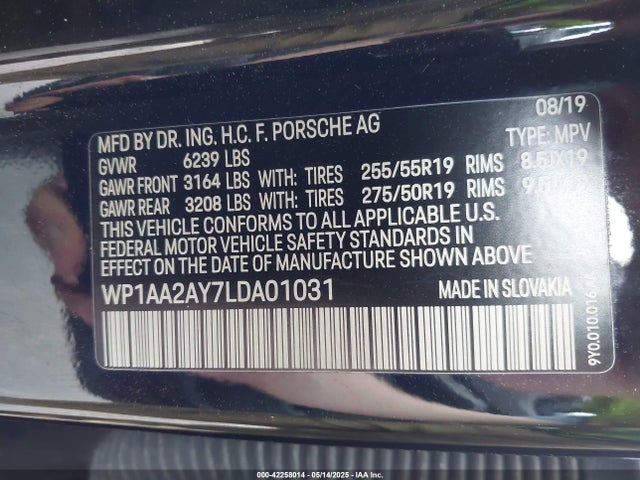 08/19
MFD BY DR. ING. H.C. F. PORSCHE AG
TYPE: MPV
GVWR 6239 LBS
GAWR FRONT 3164 LBS WITH: TIRES 255/55R19 RIMS 8.5JX19
GAWR REAR 3208 LBS WITH: TIRES 275/50R19 RIMS
THIS VEHICLE CONFORMS TO ALL APPLICABLE U.S.
FEDERAL MOTOR VEHICLE SAFETY STANDARDS IN
EFFECT ON THE DATE OF MANUFACTURE SHOWN ABOVE
WP1AA2AY7LDA01031 MADE IN SLOVAKIA
000-42258014 - 05/14/2025 - IAA Inc.